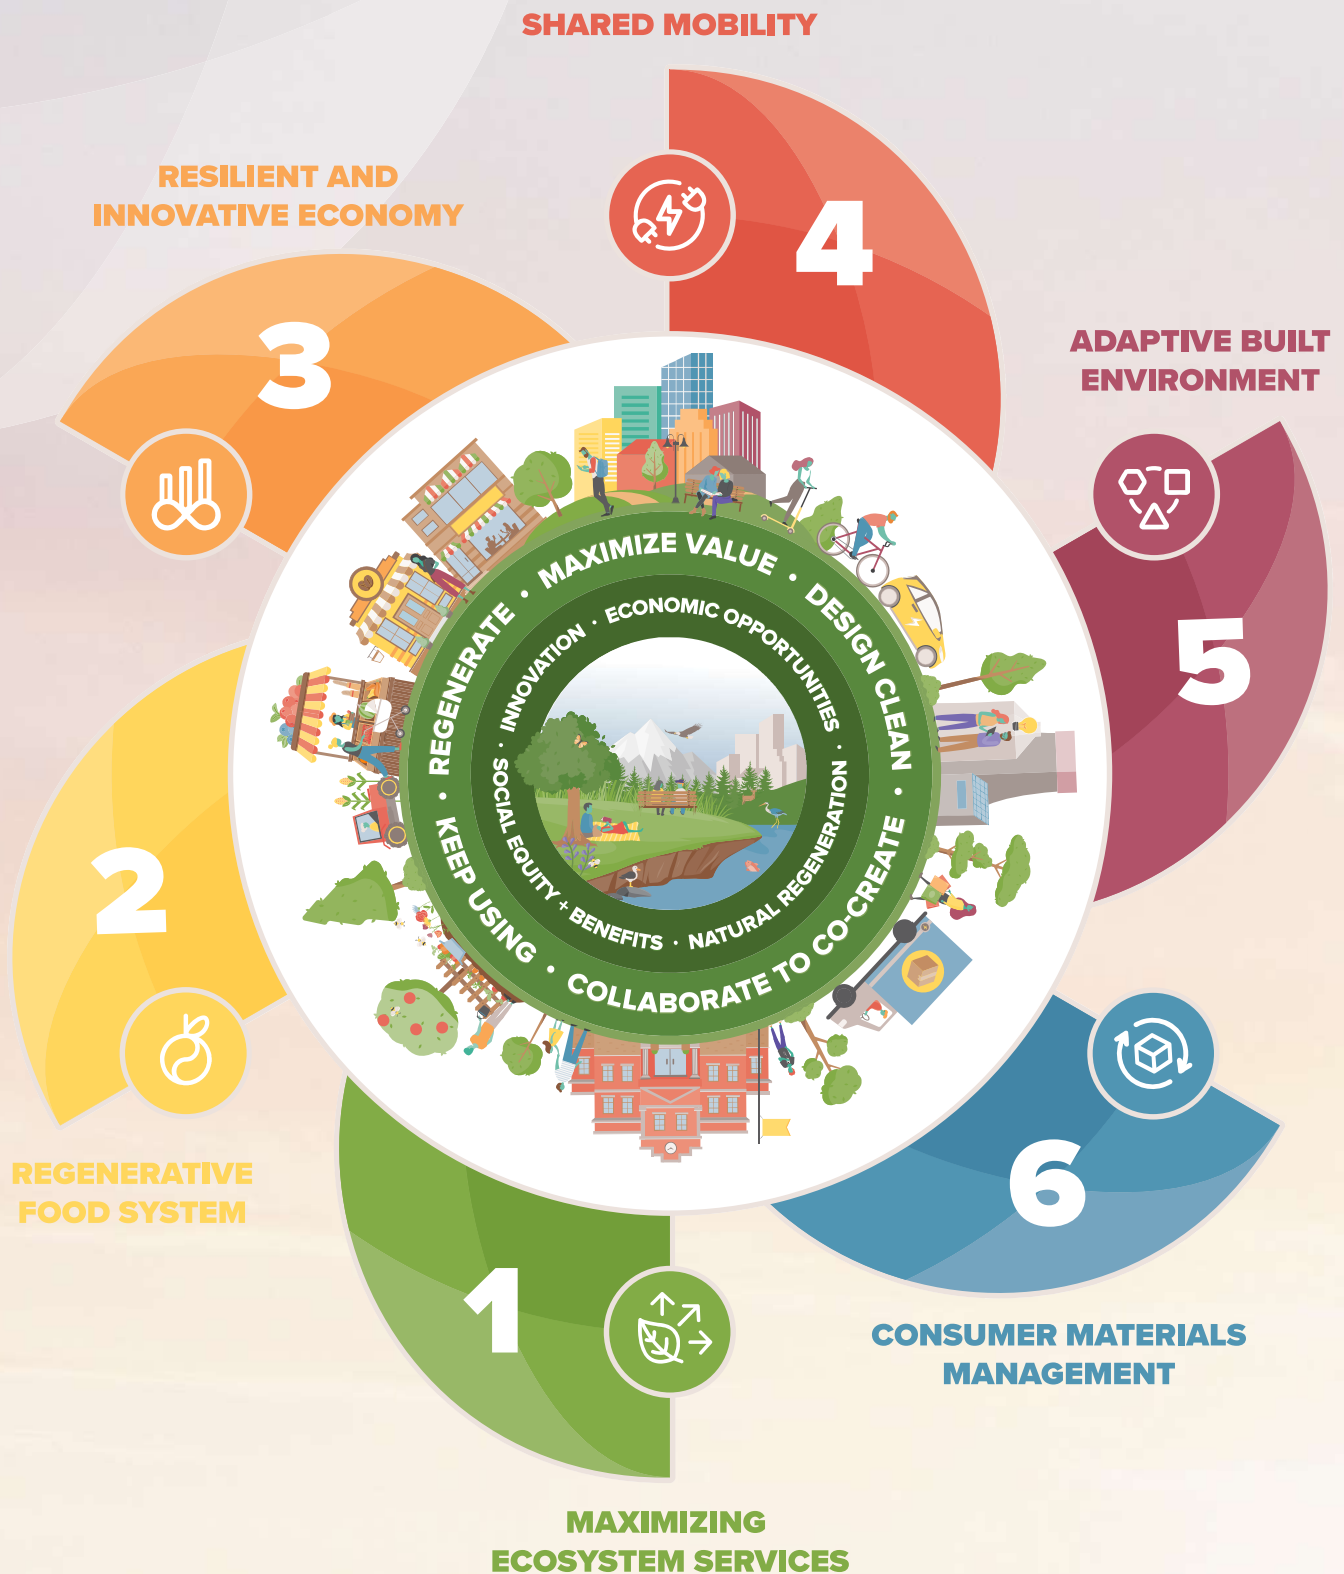 SHARED MOBILITY
4
RESILIENT AND
INNOVATIVE ECONOMY
3
ADAPTIVE BUILT
ENVIRONMENT
5
REGENERATE · MAXIMIZE VALUE · DESIGN CLEAN · COLLABORATE TO CO-CREATE · KEEP USING ·
INNOVATION · ECONOMIC OPPORTUNITIES · NATURAL REGENERATION · SOCIAL EQUITY + BENEFITS ·
2
REGENERATIVE
FOOD SYSTEM
6
CONSUMER MATERIALS
MANAGEMENT
1
MAXIMIZING
ECOSYSTEM SERVICES